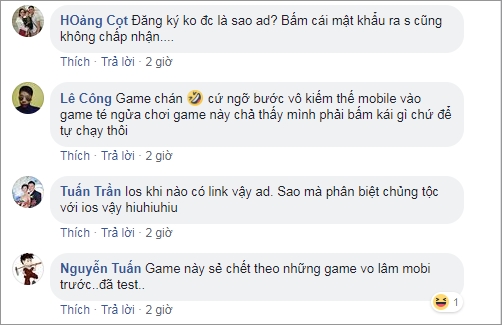 HOảng Cọt Đăng ký ko đc là sao ad? Bấm cái mật khẩu ra s cũng
không chấp nhận....
Thích · Trả lời · 2 giờ
Lê Công Game chán 🤣 cứ ngỡ bước vô kiếm thế mobile vào
game té ngửa chơi game này chả thấy mình phải bấm kái gì chứ để
tự chạy thôi
Thích · Trả lời · 2 giờ
Tuấn Trần Ios khi nào có link vậy ad. Sao mà phân biệt chủng tộc
với ios vậy hiuhiuhiu
Thích · Trả lời · 2 giờ
Nguyễn Tuấn Game này sẻ chết theo những game vo lâm mobi
trước..đã test..
1
Thích · Trả lời · 2 giờ